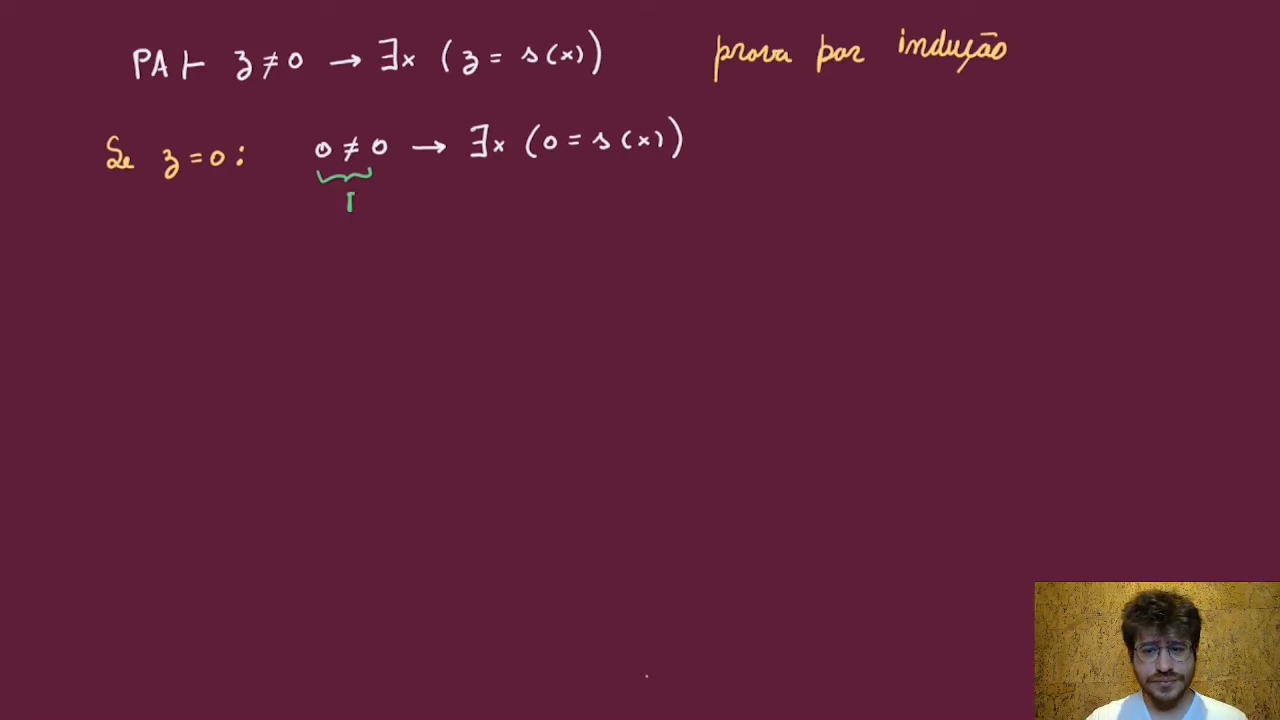 PA ⊢ z ≠ 0 → ∃x (z = s(x)) prova por indução
Se z = 0 : 0 ≠ 0 → ∃x (0 = s(x))